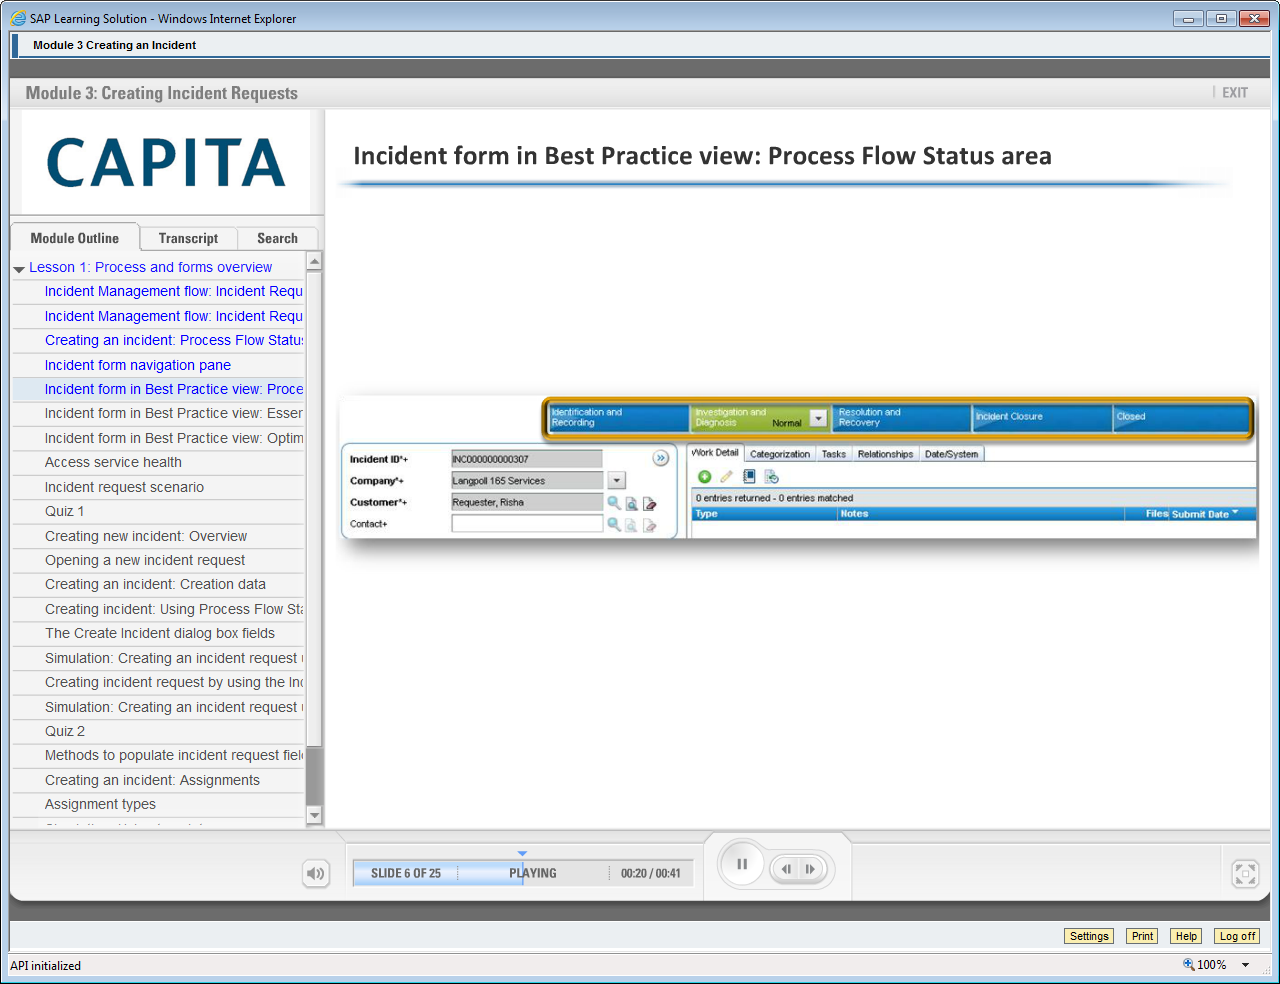 SAP Learning Solution - Windows Internet Explorer
Module 3 Creating an Incident
Module 3: Creating Incident Requests
EXIT
CAPITA
Module Outline
Transcript
Search
Lesson 1: Process and forms overview
Incident Management flow: Incident Requ
Incident Management flow: Incident Requ
Creating an incident: Process Flow Statu
Incident form navigation pane
Incident form in Best Practice view: Proce
Incident form in Best Practice view: Essen
Incident form in Best Practice view: Optim
Access service health
Incident request scenario
Quiz 1
Creating new incident: Overview
Opening a new incident request
Creating an incident: Creation data
Creating incident: Using Process Flow Sta
The Create Incident dialog box fields
Simulation: Creating an incident request
Creating incident request by using the Inc
Simulation: Creating an incident request
Quiz 2
Methods to populate incident request fiel
Creating an incident: Assignments
Assignment types
Incident form in Best Practice view: Process Flow Status area
Identification and
Recording
Investigation and
Diagnosis
Normal
Resolution and
Recovery
Incident Closure
Closed
Incident ID*+
INC000000000307
Company*+
Langpoll 165 Services
Customer*+
Requester, Risha
Contact+
Work Detail
Categorization
Tasks
Relationships
Date/System
0 entries returned - 0 entries matched
Type
Notes
Files
Submit Date
SLIDE 6 OF 25
PLAYING
00:20 / 00:41
Settings
Print
Help
Log off
API initialized
100%